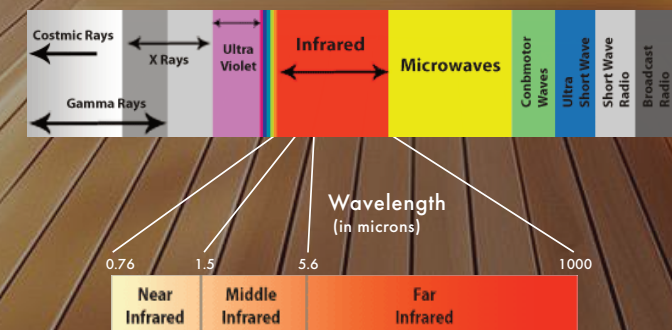 Costmic Rays
X Rays
Gamma Rays
Ultra
Violet
Infrared
Microwaves
Conbmotor
Waves
Ultra
Short Wave
Short Wave
Radio
Broadcast
Radio
Wavelength
(in microns)
0.76
1.5
5.6
1000
Near
Infrared
Middle
Infrared
Far
Infrared